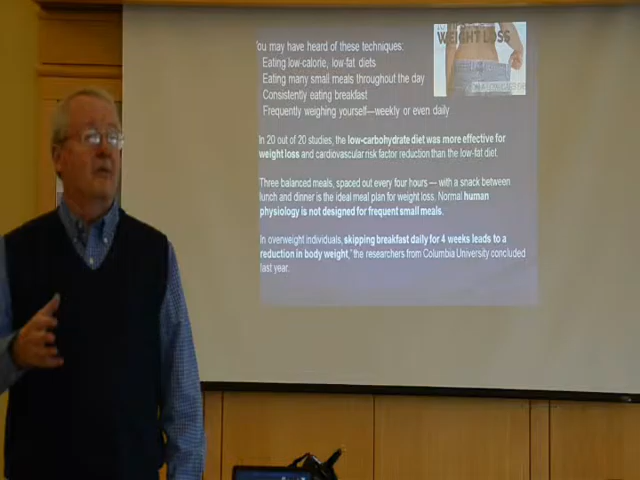 WEIGHT LOSS
You may have heard of these techniques:
Eating low-calorie, low-fat diets
Eating many small meals throughout the day
Consistently eating breakfast
Frequently weighing yourself—weekly or even daily
In 20 out of 20 studies, the low-carbohydrate diet was more effective for
weight loss and cardiovascular risk factor reduction than the low-fat diet
Three balanced meals, spaced out every four hours — with a snack between
lunch and dinner is the ideal meal plan for weight loss. Normal human
physiology is not designed for frequent small meals.
In overweight individuals, skipping breakfast daily for 4 weeks leads to a
reduction in body weight," the researchers from Columbia University concluded
last year.